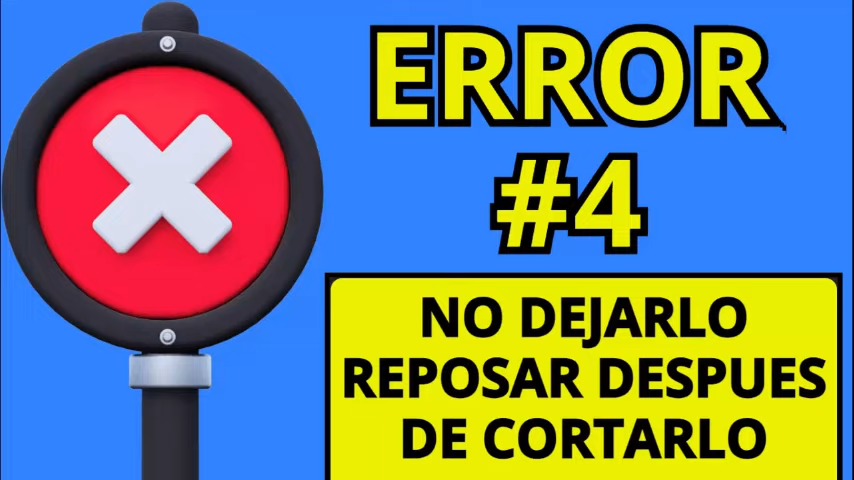 ERROR
#4
NO DEJARLO
REPOSAR DESPUES
DE CORTARLO